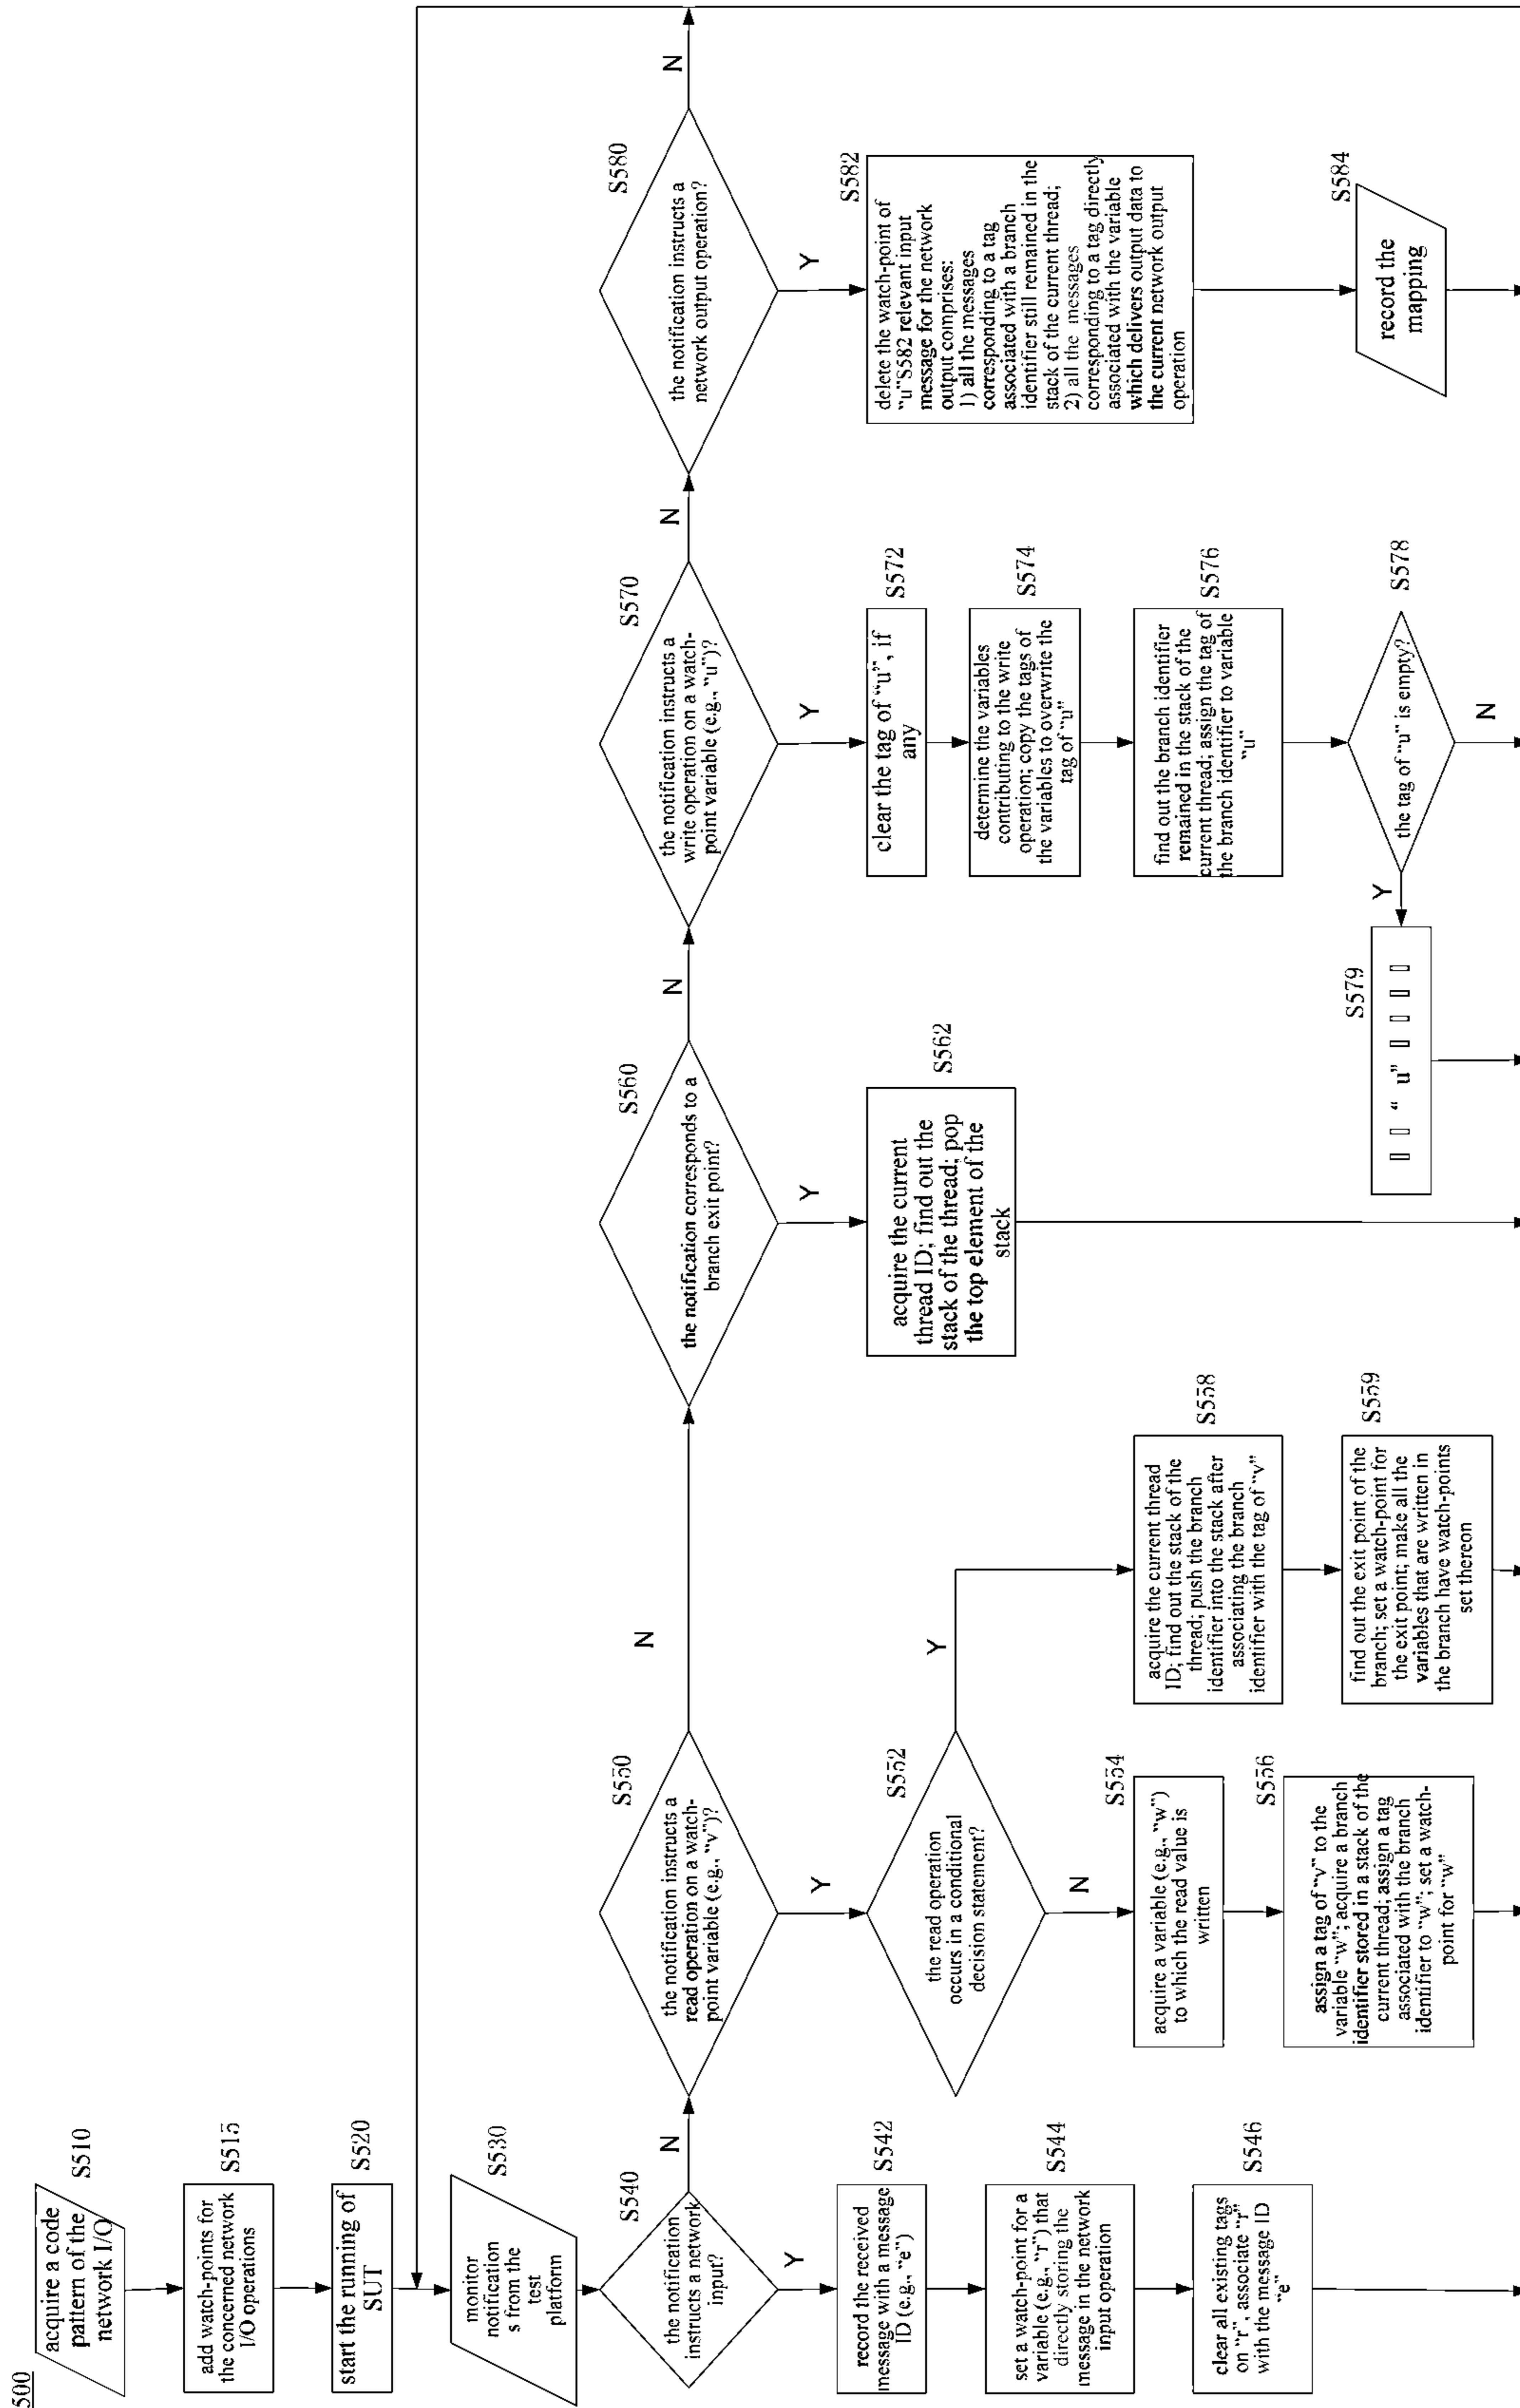 500
acquire a code
pattern of the
network I/O
S510
add watch-points for
the concerned network
I/O operations
S515
start the running of
SUT
S520
monitor
notification
s from the
test
platform
S530
the notification
instructs a network
input?
S540
N
Y
record the received
message with a message
ID (e.g., “e”)
S542
set a watch-point for a
variable (e.g., “r”) that
directly storing the
message in the network
input operation
S544
clear all existing tags
on “r”, associate “r”
with the message ID
“e”
S546
the notification instructs a
read operation on a watch-
point variable (e.g., “v”)?
S550
N
Y
the read operation
occurs in a conditional
decision statement?
S552
Y
N
acquire a variable (e.g., “w”)
to which the read value is
written
S554
assign a tag of “v” to the
variable “w”; acquire a branch
identifier stored in a stack of the
current thread; assign a tag
associated with the branch
identifier to “w”; set a watch-
point for “w”
S556
acquire the current thread
ID; find out the stack of the
thread; push the branch
identifier into the stack after
associating the branch
identifier with the tag of “v”
S558
find out the exit point of the
branch; set a watch-point for
the exit point; make all the
variables that are written in
the branch have watch-points
set thereon
S559
the notification corresponds to a
branch exit point?
S560
N
Y
acquire the current
thread ID; find out the
stack of the thread; pop
the top element of the
stack
S562
the notification instructs a
write operation on a watch-
point variable (e.g., “u”)?
S570
N
Y
clear the tag of “u”, if
any
S572
determine the variables
contributing to the write
operation; copy the tags of
the variables to overwrite the
tag of “u”
S574
find out the branch identifier
remained in the stack of the
current thread; assign the tag of
the branch identifier to variable
“u”
S576
the tag of “u” is empty?
S578
Y
N
“ u”
S579
the notification instructs a
network output operation?
S580
N
Y
delete the watch-point of
“u”S582 relevant input
message for the network
output comprises:
1) all the messages
corresponding to a tag
associated with a branch
identifier still remained in the
stack of the current thread;
2) all the messages
corresponding to a tag directly
associated with the variable
which delivers output data to
the current network output
operation
S582
record the
mapping
S584